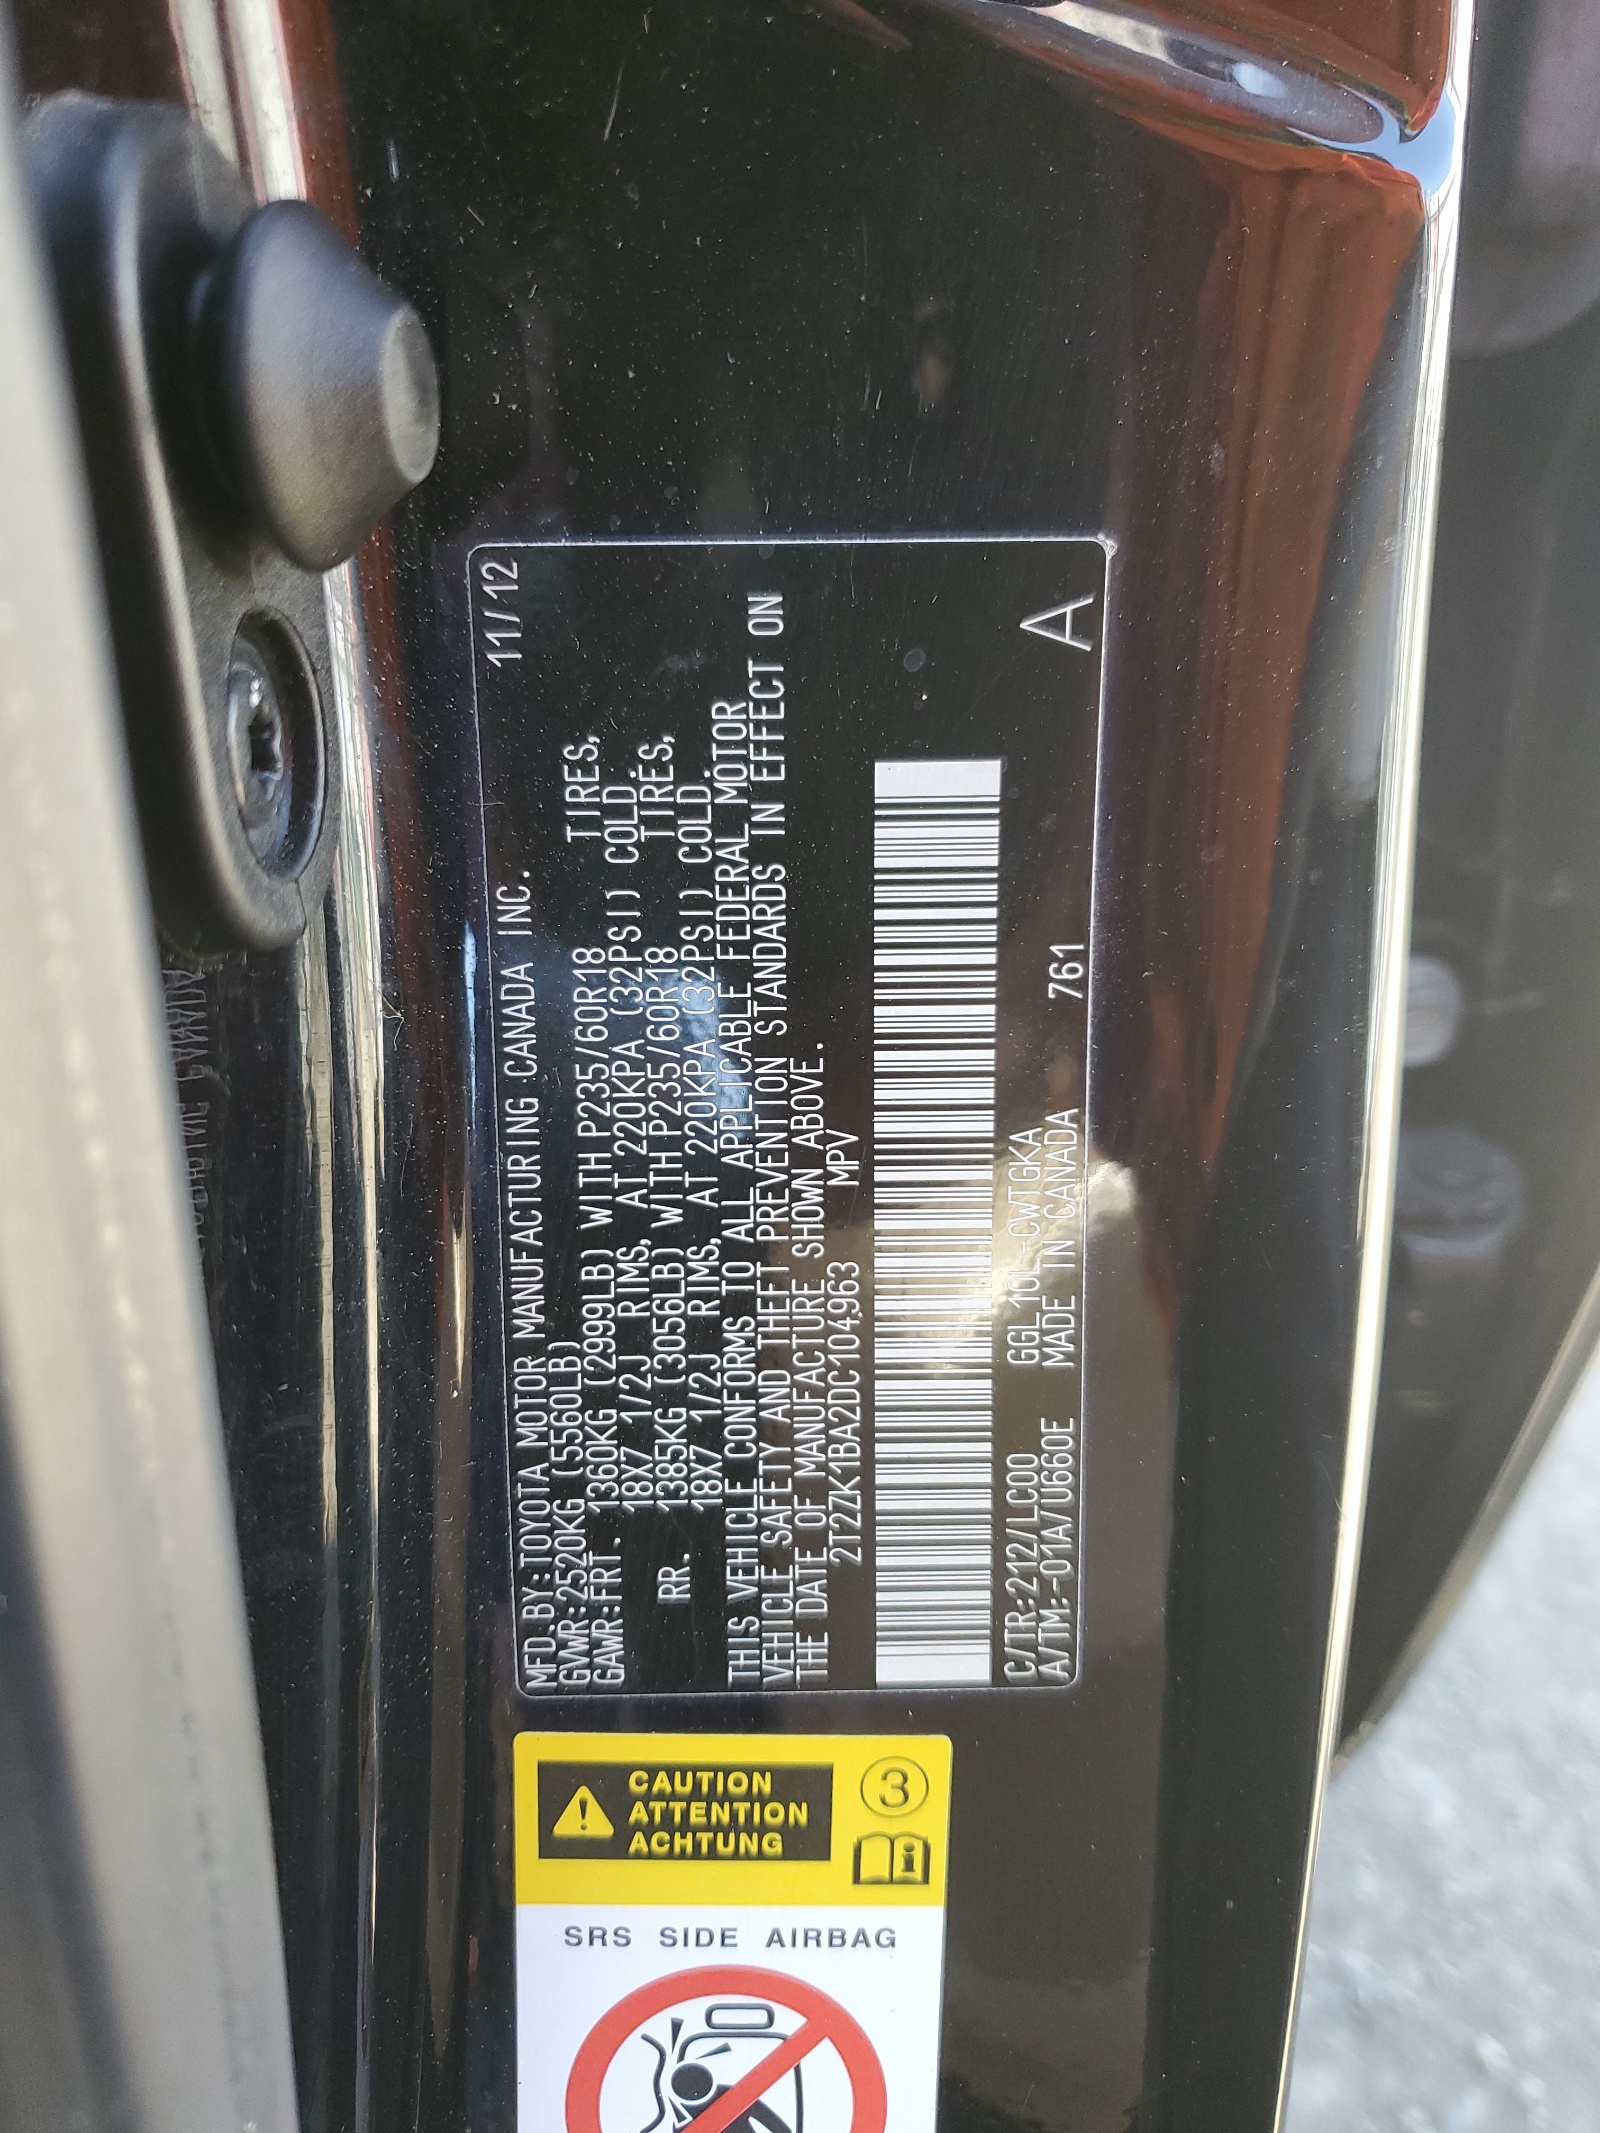 11/12
MFD.BY:TOYOTA MOTOR MANUFACTURING CANADA INC.
GVWR:2520KG (5560LB)
GAWR:FRT. 1360KG (2999LB) WITH P235/60R18 TIRES,
18X7 1/2J RIMS, AT 220KPA (32PSI) COLD.
RR. 1385KG (3056LB) WITH P235/60R18 TIRES,
18X7 1/2J RIMS, AT 220KPA (32PSI) COLD.
THIS VEHICLE CONFORMS TO ALL APPLICABLE FEDERAL MOTOR
VEHICLE SAFETY AND THEFT PREVENTION STANDARDS IN EFFECT ON
THE DATE OF MANUFACTURE SHOWN ABOVE.
2T2ZK1BA2DC104963 MPV
C/TR:212/LC00 GGL10L-CWTGKA
A/TM:-01A/U660E MADE IN CANADA 761
A
CAUTION
ATTENTION
ACHTUNG
3
SRS SIDE AIRBAG